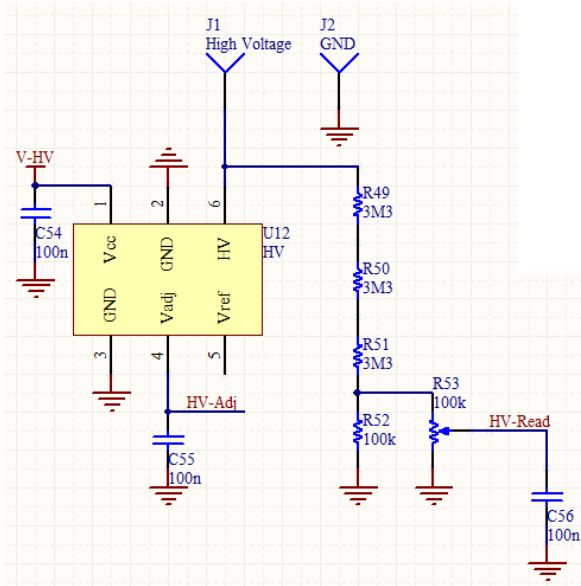 J1
High Voltage
J2
GND
V-HV
1
2
6
R49
3M3
C54
100n
Vcc
GND
HV
U12
HV
R50
3M3
GND
Vadj
Vref
3
4
5
R51
3M3
R53
100k
HV-Adj
R52
100k
HV-Read
C55
100n
C56
100n